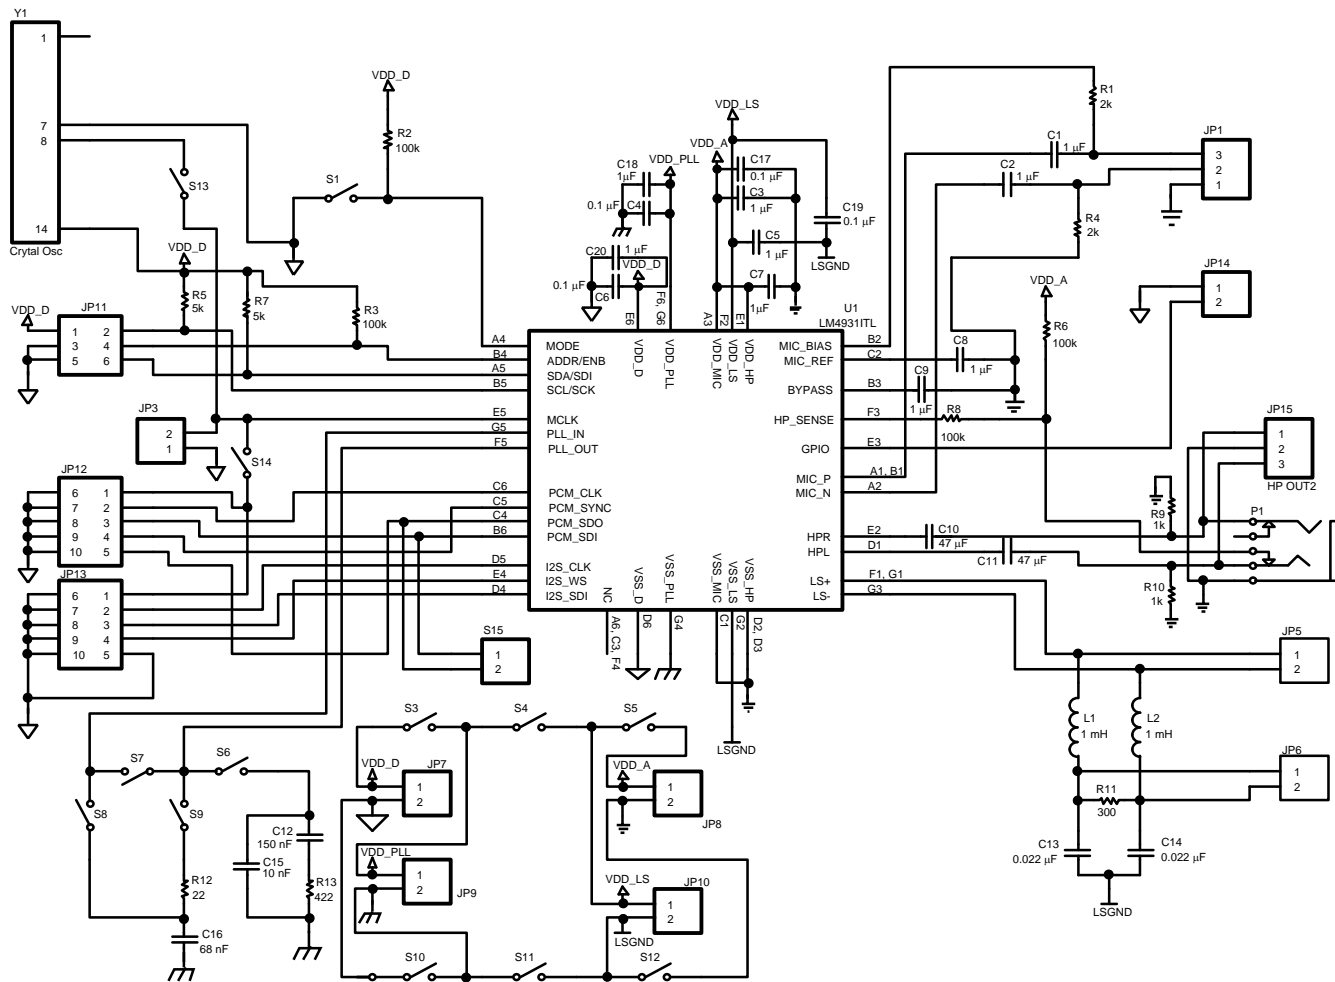 Y1
1
7
8
14
Crytal Osc
S13
VDD_D
R2
100k
S1
VDD_D
R5
5k
R7
5k
R3
100k
VDD_D
JP11
1 2
3 4
5 6
JP3
2
1
S14
JP12
6 1
7 2
8 3
9 4
10 5
JP13
6 1
7 2
8 3
9 4
10 5
C18
1µF
VDD_PLL
0.1 µF
C4
C20
1 µF
VDD_D
0.1 µF
C6
VDD_LS
VDD_A
C17
0.1 µF
C3
1 µF
C19
0.1 µF
C5
1 µF
LSGND
C7
1µF
E6
F6, G6
A3
F2
E1
U1
LM4931ITL
A4
B4
A5
B5
E5
G5
F5
C6
C5
C4
B6
D5
E4
D4
MODE
ADDR/ENB
SDA/SDI
SCL/SCK
MCLK
PLL_IN
PLL_OUT
PCM_CLK
PCM_SYNC
PCM_SDO
PCM_SDI
I2S_CLK
I2S_WS
I2S_SDI
VDD_D
VDD_PLL
VDD_MIC
VDD_LS
VDD_HP
MIC_BIAS
MIC_REF
BYPASS
HP_SENSE
GPIO
MIC_P
MIC_N
HPR
HPL
LS+
LS-
NC
VSS_D
VSS_PLL
VSS_MIC
VSS_LS
VSS_HP
A6, C3, F4
D6
G4
C1
G2
D2, D3
LSGND
B2
C2
B3
F3
E3
A1, B1
A2
E2
D1
F1, G1
G3
R1
2k
C1
1 µF
C2
1 µF
R4
2k
JP1
3
2
1
JP14
1
2
VDD_A
R6
100k
C8
1 µF
C9
1 µF
R8
100k
JP15
1
2
3
HP OUT2
R9
1k
P1
C10
47 µF
C11
47 µF
R10
1k
JP5
1
2
L1
1 mH
L2
1 mH
JP6
1
2
R11
300
C13
0.022 µF
C14
0.022 µF
LSGND
S15
1
2
S3
S4
S5
VDD_D
JP7
1
2
VDD_A
1
2
JP8
VDD_PLL
1
2
JP9
VDD_LS
JP10
1
2
LSGND
S10
S11
S12
S7
S6
S8
S9
C12
150 nF
C15
10 nF
R13
422
R12
22
C16
68 nF